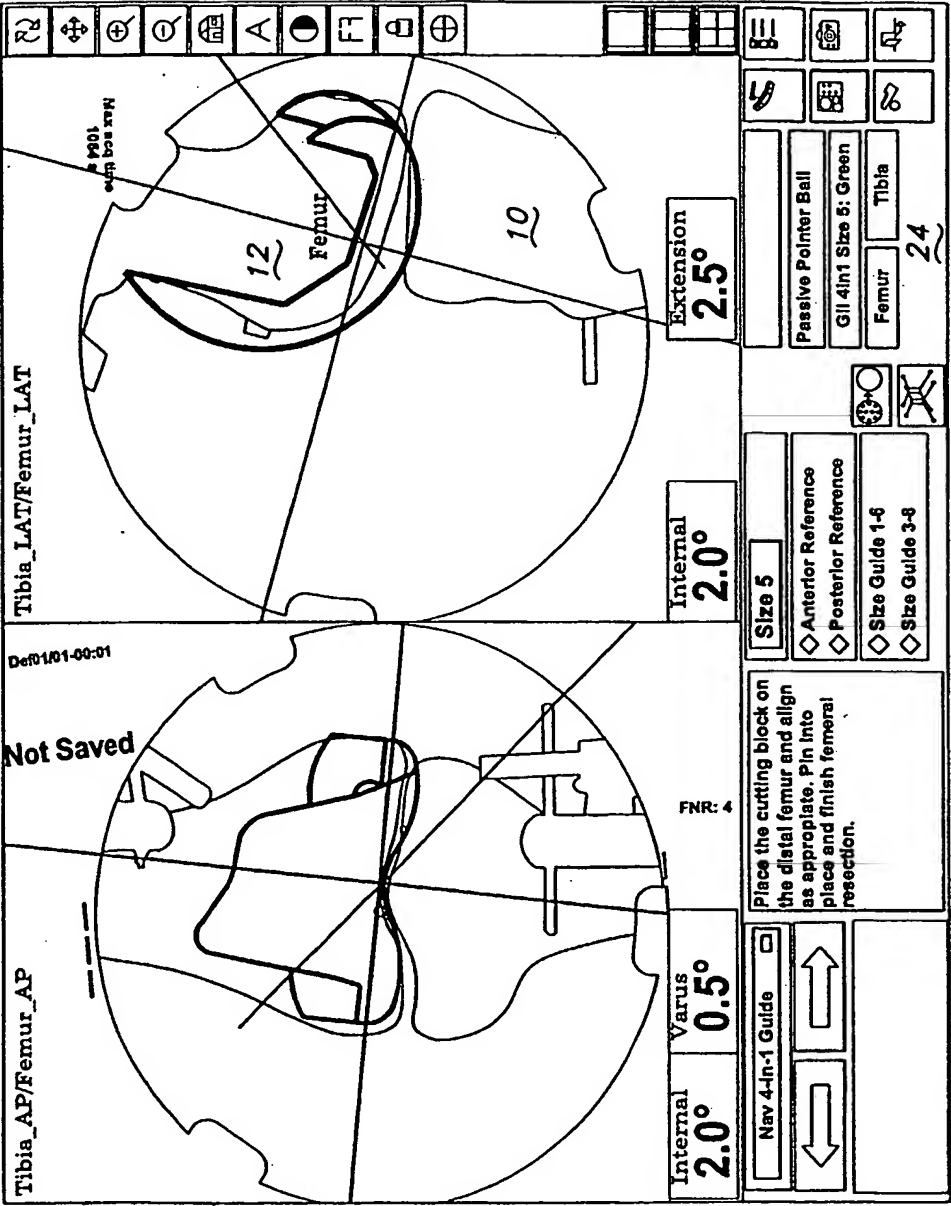 Tibia_AP/Femur_AP
Not Saved
Def01/01-00:01
FNR: 4
Internal
2.0°
Varus
0.5°
Tibia_LAT/Femur_LAT
Max acq time
1084 s
12
Femur
10
Internal
2.0°
Extension
2.5°
Nav 4-in-1 Guide
Place the cutting block on
the distal femur and align
as appropiate. Pin into
place and finish femoral
resection.
Size 5
Anterior Reference
Posterior Reference
Size Guide 1-6
Size Guide 3-8
Passive Pointer Ball
GII 4in1 Size 5: Green
Femur
Tibia
24
A